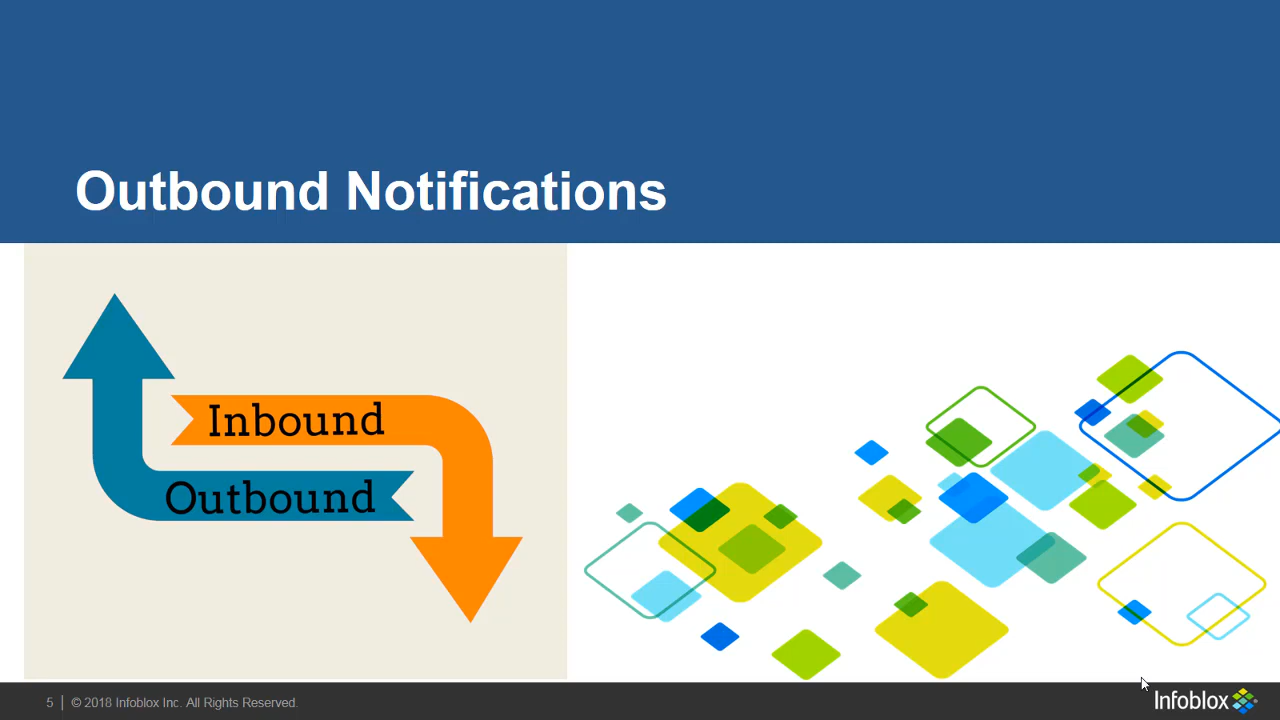 Outbound Notifications
Inbound
Outbound
5 | © 2018 Infoblox Inc. All Rights Reserved.
Infoblox